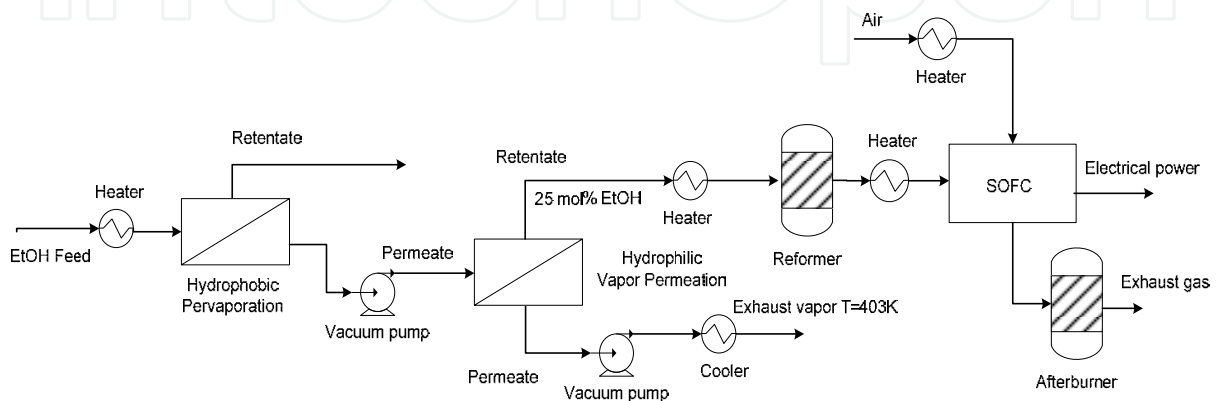 Air
Heater
Retentate
Retentate
Heater
Heater
25 mol% EtOH
Heater
SOFC
Electrical power
EtOH Feed
Permeate
Reformer
Hydrophobic
Pervaporation
Hydrophilic
Vapor Permeation
Vacuum pump
Exhaust vapor T=403K
Exhaust gas
Permeate
Vacuum pump
Cooler
Afterburner